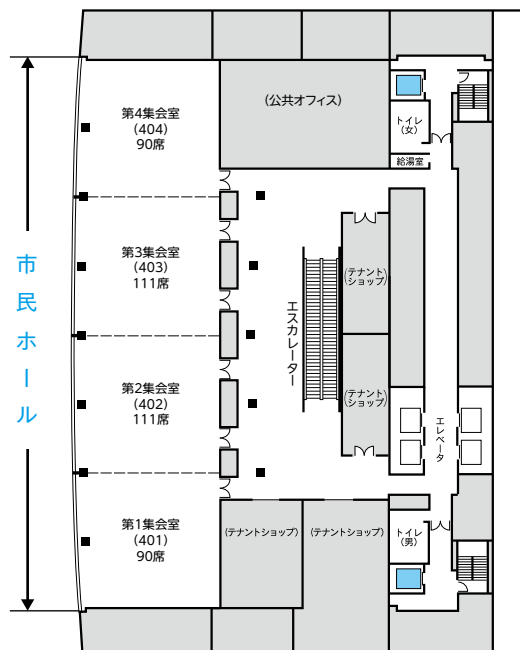 市民ホール
第4集会室
(404)
90席
第3集会室
(403)
111席
第2集会室
(402)
111席
第1集会室
(401)
90席
(公共オフィス)
トイレ
(女)
給湯室
エスカレーター
(テナント
ショップ)
(テナント
ショップ)
エレベータ
(テナントショップ)
(テナントショップ)
トイレ
(男)